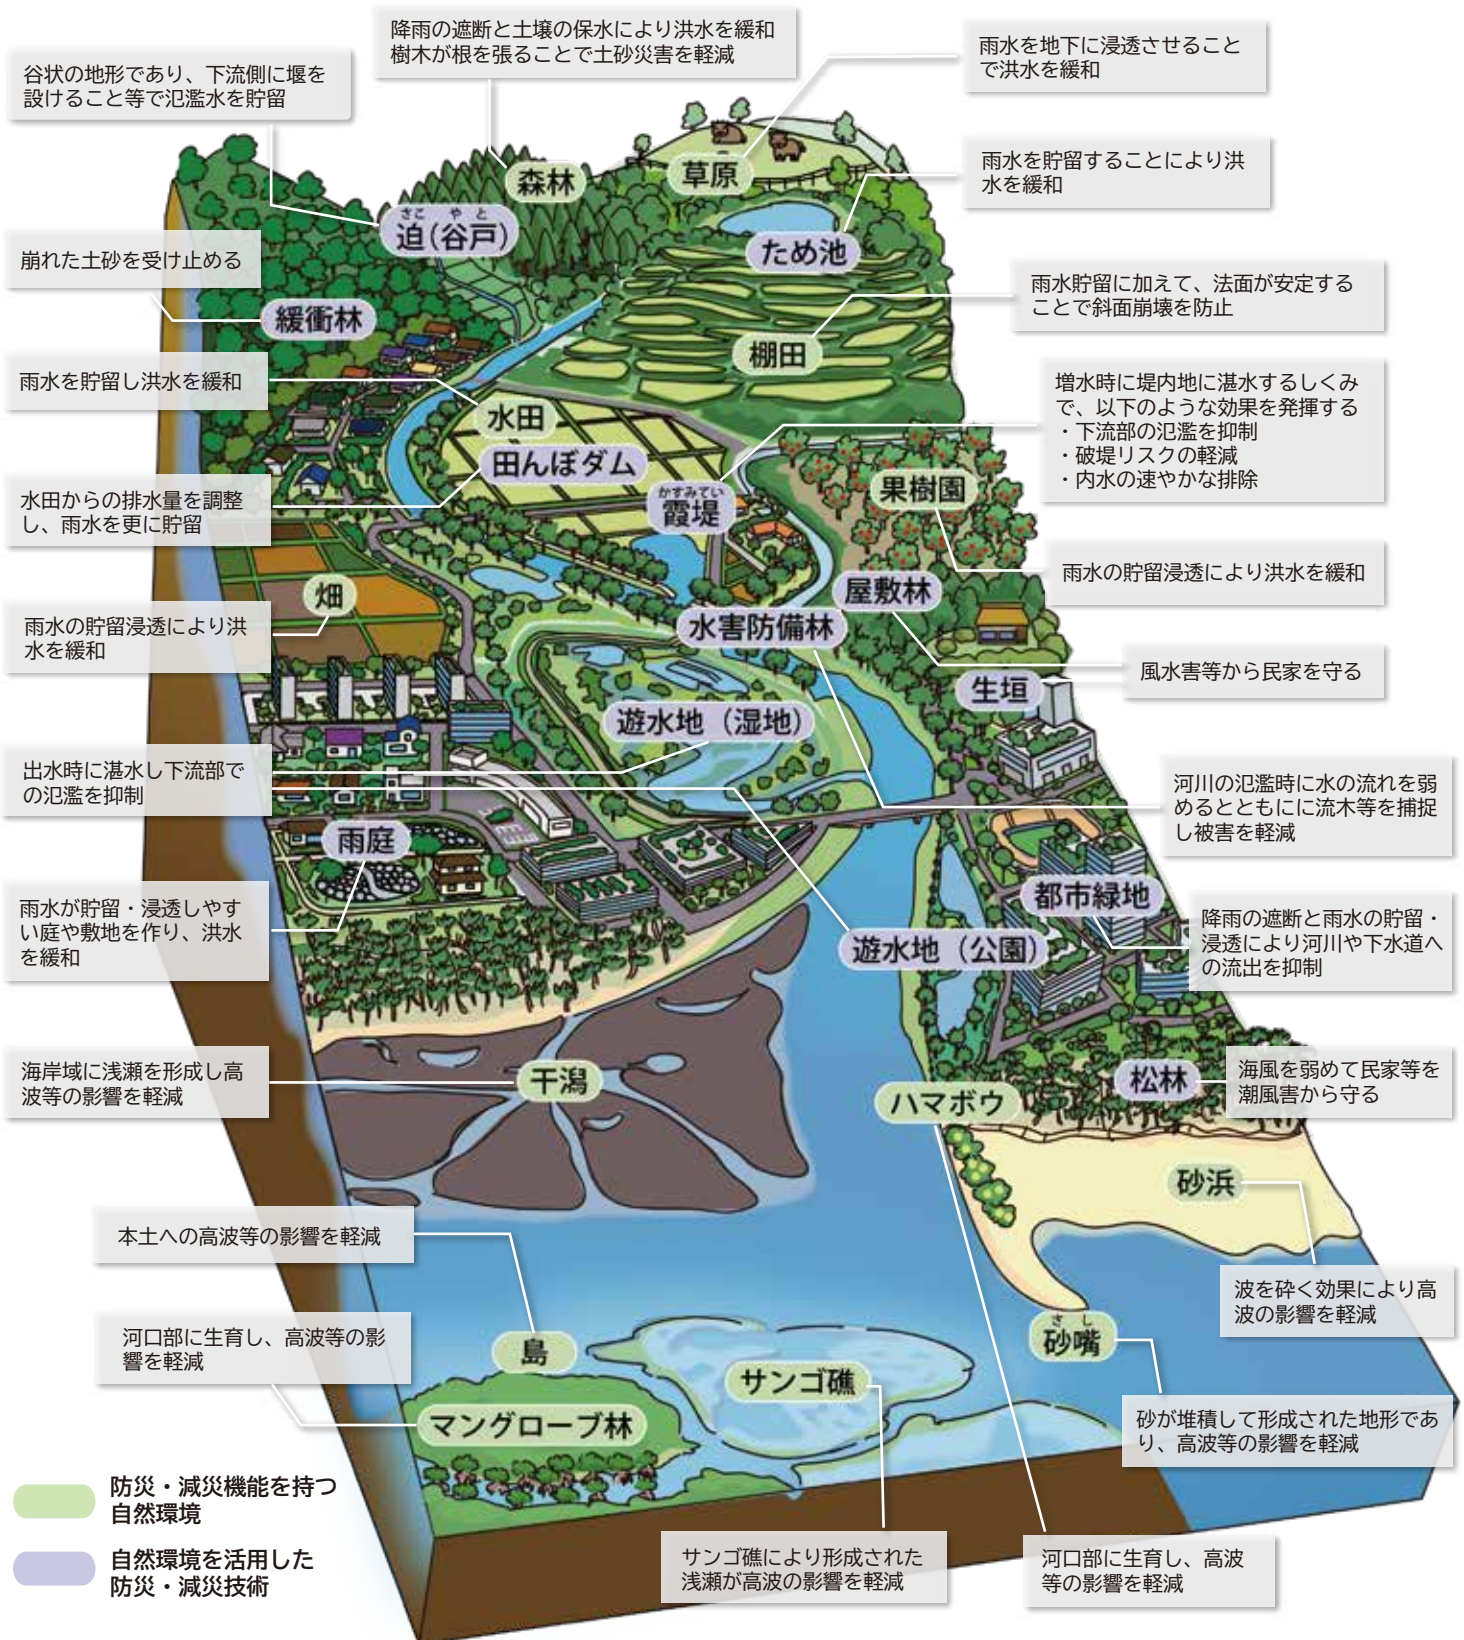 降雨の遮断と土壌の保水により洪水を緩和
樹木が根を張ることで土砂災害を軽減
雨水を地下に浸透させること
で洪水を緩和
谷状の地形であり、下流側に堰を
設けること等で氾濫水を貯留
雨水を貯留することにより洪
水を緩和
森林
草原
さこ や と
迫(谷戸)
ため池
崩れた土砂を受け止める
緩衝林
雨水貯留に加えて、法面が安定する
ことで斜面崩壊を防止
棚田
雨水を貯留し洪水を緩和
水田
田んぼダム
増水時に堤内地に湛水するしくみ
で、以下のような効果を発揮する
・下流部の氾濫を抑制
・破堤リスクの軽減
・内水の速やかな排除
水田からの排水量を調整
し、雨水を更に貯留
かすみてい
霞堤
果樹園
雨水の貯留浸透により洪水を緩和
畑
屋敷林
水害防備林
雨水の貯留浸透により洪
水を緩和
風水害等から民家を守る
生垣
遊水地（湿地）
出水時に湛水し下流部で
の氾濫を抑制
河川の氾濫時に水の流れを弱
めるとともにに流木等を捕捉
し被害を軽減
雨庭
都市緑地
雨水が貯留・浸透しやす
い庭や敷地を作り、洪水
を緩和
遊水地（公園）
降雨の遮断と雨水の貯留・
浸透により河川や下水道へ
の流出を抑制
海岸域に浅瀬を形成し高
波等の影響を軽減
干潟
ハマボウ
松林
海風を弱めて民家等を
潮風害から守る
砂浜
本土への高波等の影響を軽減
波を砕く効果により高
波の影響を軽減
河口部に生育し、高波等の影
響を軽減
島
さ し
砂嘴
サンゴ礁
マングローブ林
砂が堆積して形成された地形であ
り、高波等の影響を軽減
防災・減災機能を持つ
自然環境
自然環境を活用した
防災・減災技術
サンゴ礁により形成された
浅瀬が高波の影響を軽減
河口部に生育し、高波
等の影響を軽減